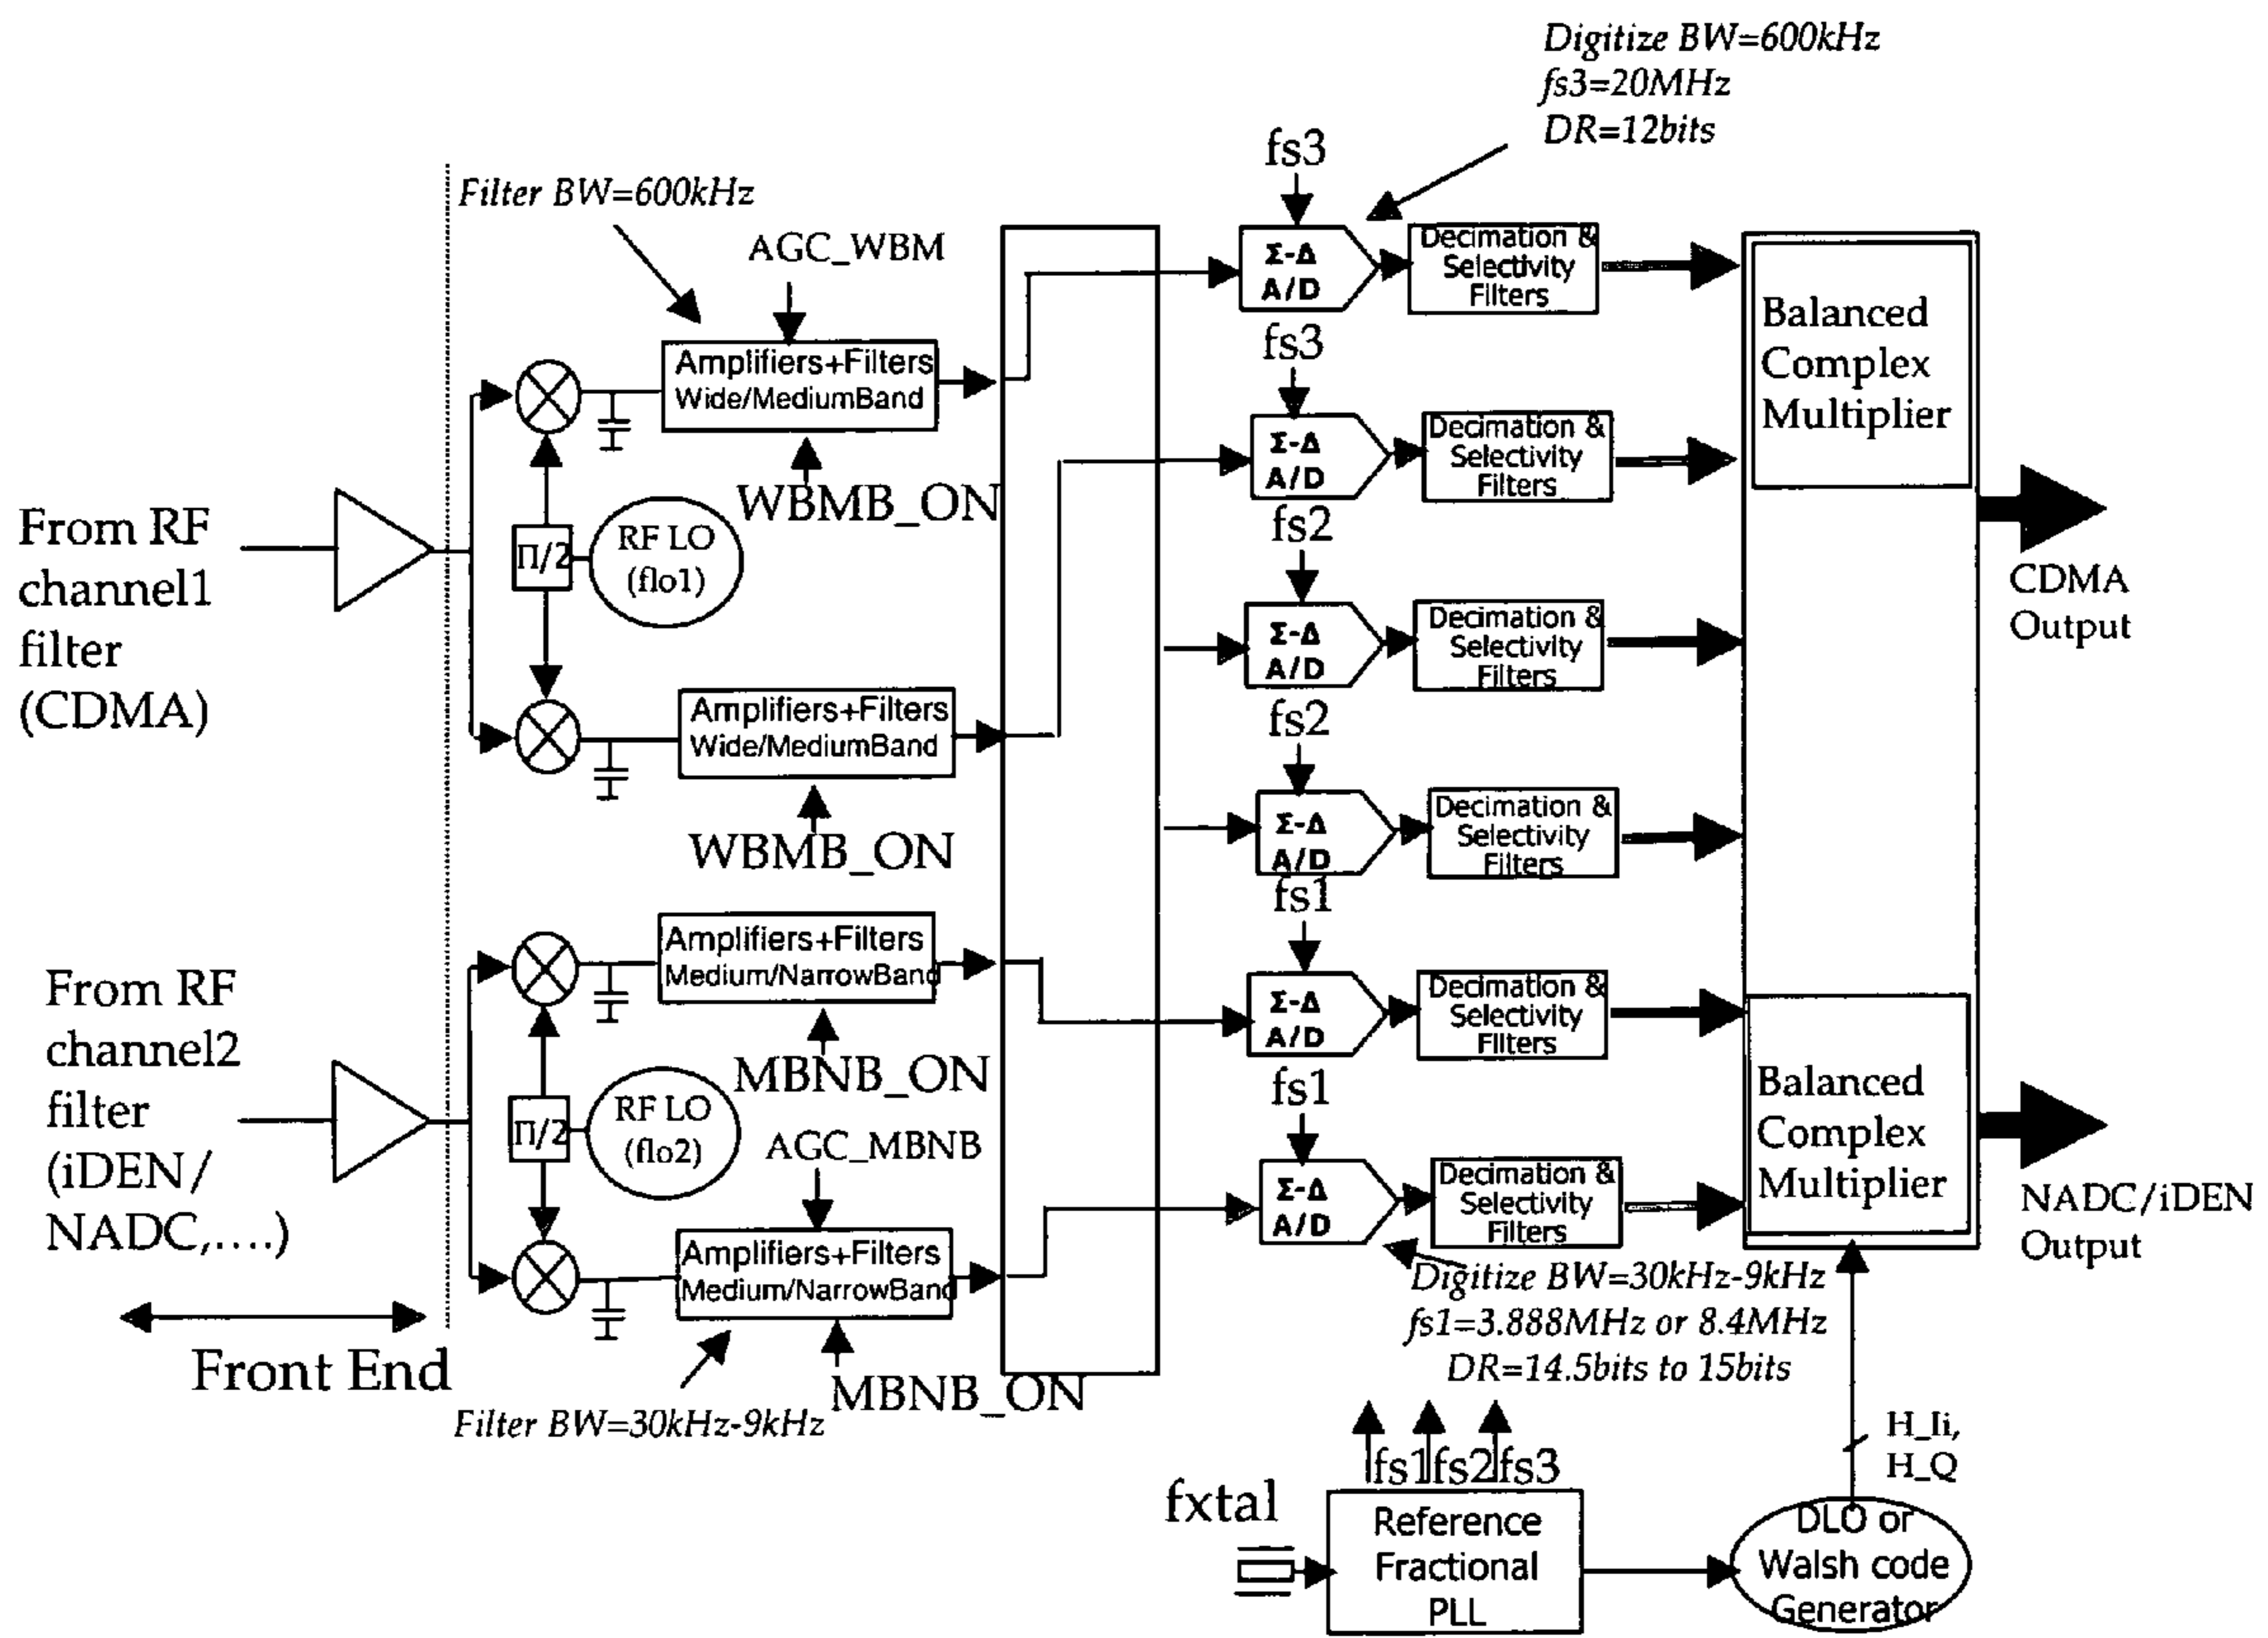 Digitize BW=600kHz
fs3=20MHz
DR=12bits
Filter BW=600kHz
AGC_WBM
fs3
Σ-Δ
A/D
Decimation &
Selectivity
Filters
Amplifiers+Filters
Wide/MediumBand
WBMB_ON
fs3
Σ-Δ
A/D
Decimation &
Selectivity
Filters
Balanced
Complex
Multiplier
From RF
channel1
filter
(CDMA)
Π/2
RF LO
(flo1)
fs2
Σ-Δ
A/D
Decimation &
Selectivity
Filters
CDMA
Output
Amplifiers+Filters
Wide/MediumBand
WBMB_ON
fs2
Σ-Δ
A/D
Decimation &
Selectivity
Filters
From RF
channel2
filter
(iDEN/
NADC,....)
Amplifiers+Filters
Medium/NarrowBand
MBNB_ON
fs1
Σ-Δ
A/D
Decimation &
Selectivity
Filters
Π/2
RF LO
(flo2)
AGC_MBNB
fs1
Σ-Δ
A/D
Decimation &
Selectivity
Filters
Balanced
Complex
Multiplier
NADC/iDEN
Output
Amplifiers+Filters
Medium/NarrowBand
MBNB_ON
Front End
Filter BW=30kHz-9kHz
Digitize BW=30kHz-9kHz
fs1=3.888MHz or 8.4MHz
DR=14.5bits to 15bits
fs1 fs2 fs3
fxtal
Reference
Fractional
PLL
H_Ii,
H_Q
DLO or
Walsh code
Generator